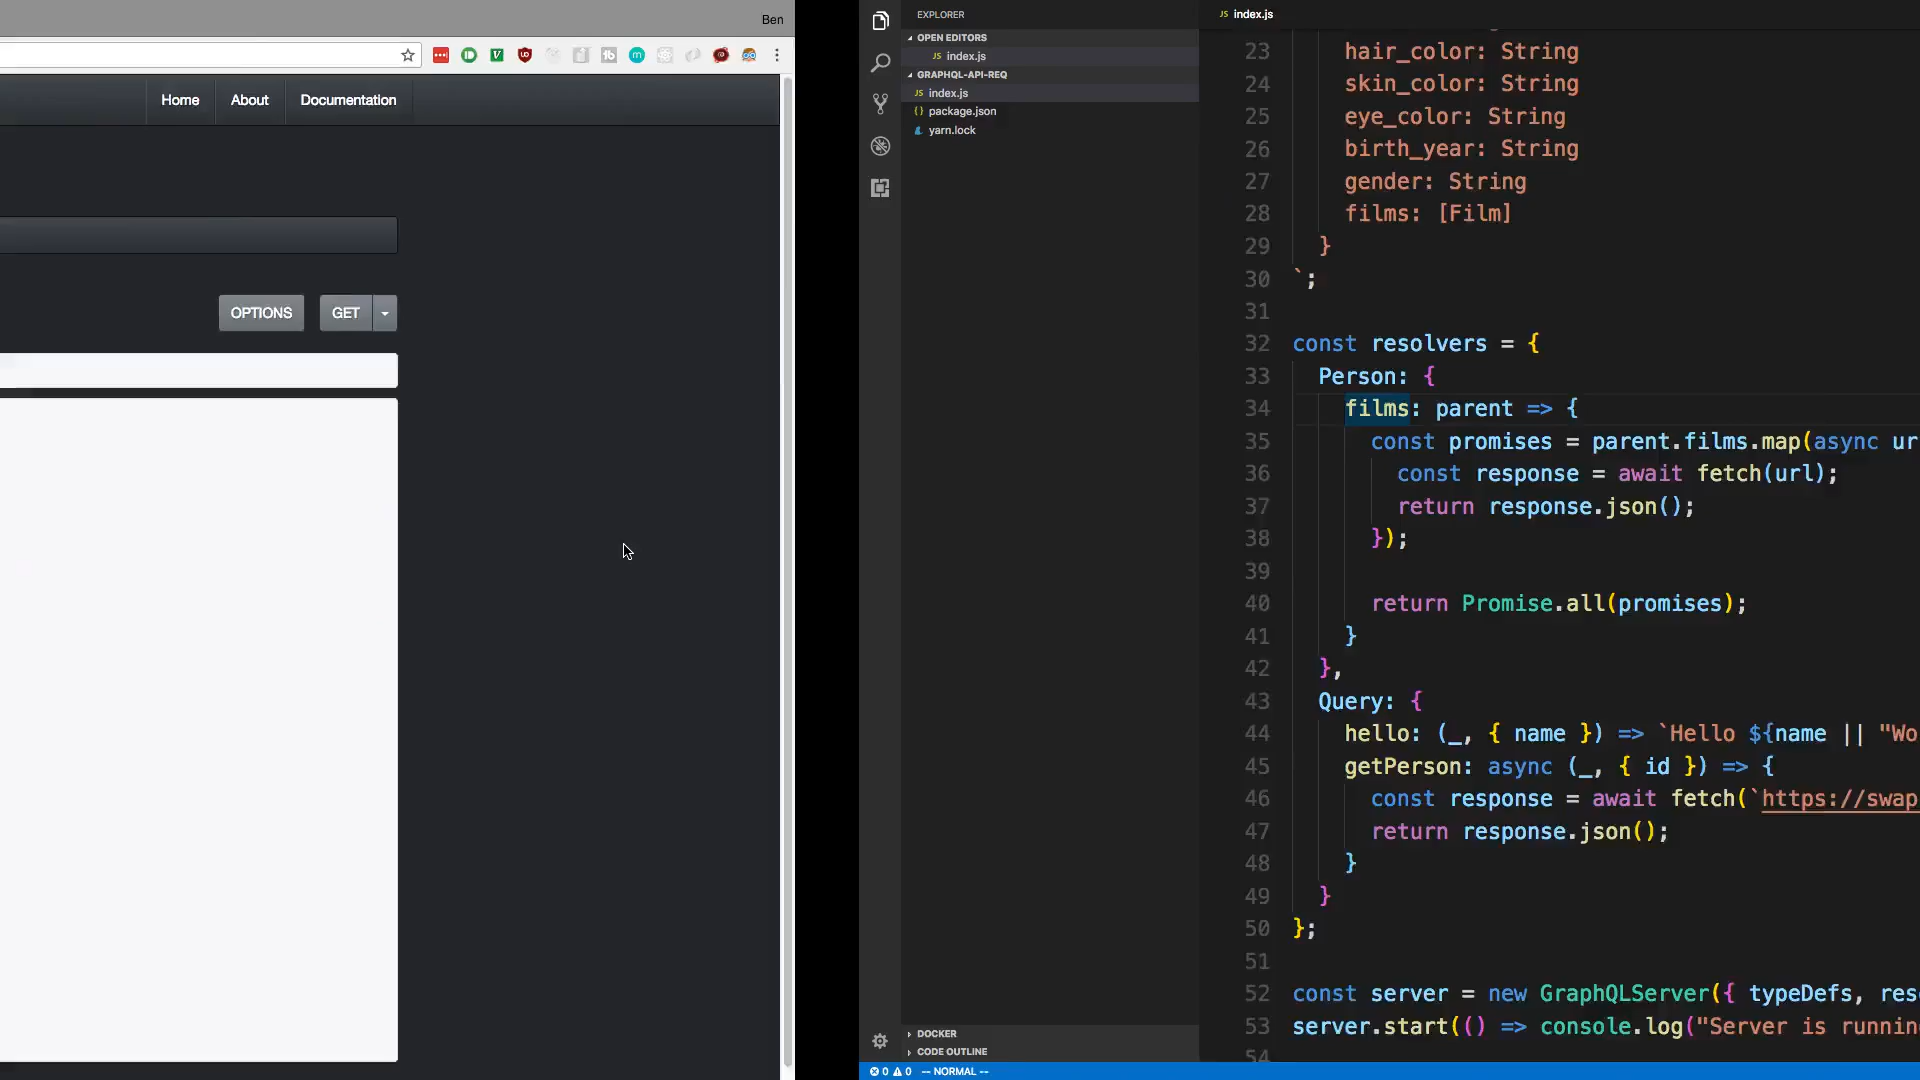 Ben
Home
About
Documentation
OPTIONS
GET
EXPLORER
OPEN EDITORS
JS index.js
GRAPHQL-API-REQ
JS index.js
{} package.json
yarn.lock
DOCKER
CODE OUTLINE
0 0 -- NORMAL --
JS index.js
23 hair_color: String
24 skin_color: String
25 eye_color: String
26 birth_year: String
27 gender: String
28 films: [Film]
29 }
30 `;
31
32 const resolvers = {
33 Person: {
34 films: parent => {
35 const promises = parent.films.map(async ur
36 const response = await fetch(url);
37 return response.json();
38 });
39
40 return Promise.all(promises);
41 }
42 },
43 Query: {
44 hello: (_, { name }) => `Hello ${name || "Wo
45 getPerson: async (_, { id }) => {
46 const response = await fetch(`https://swap
47 return response.json();
48 }
49 }
50 };
51
52 const server = new GraphQLServer({ typeDefs, res
53 server.start(() => console.log("Server is runnin
54